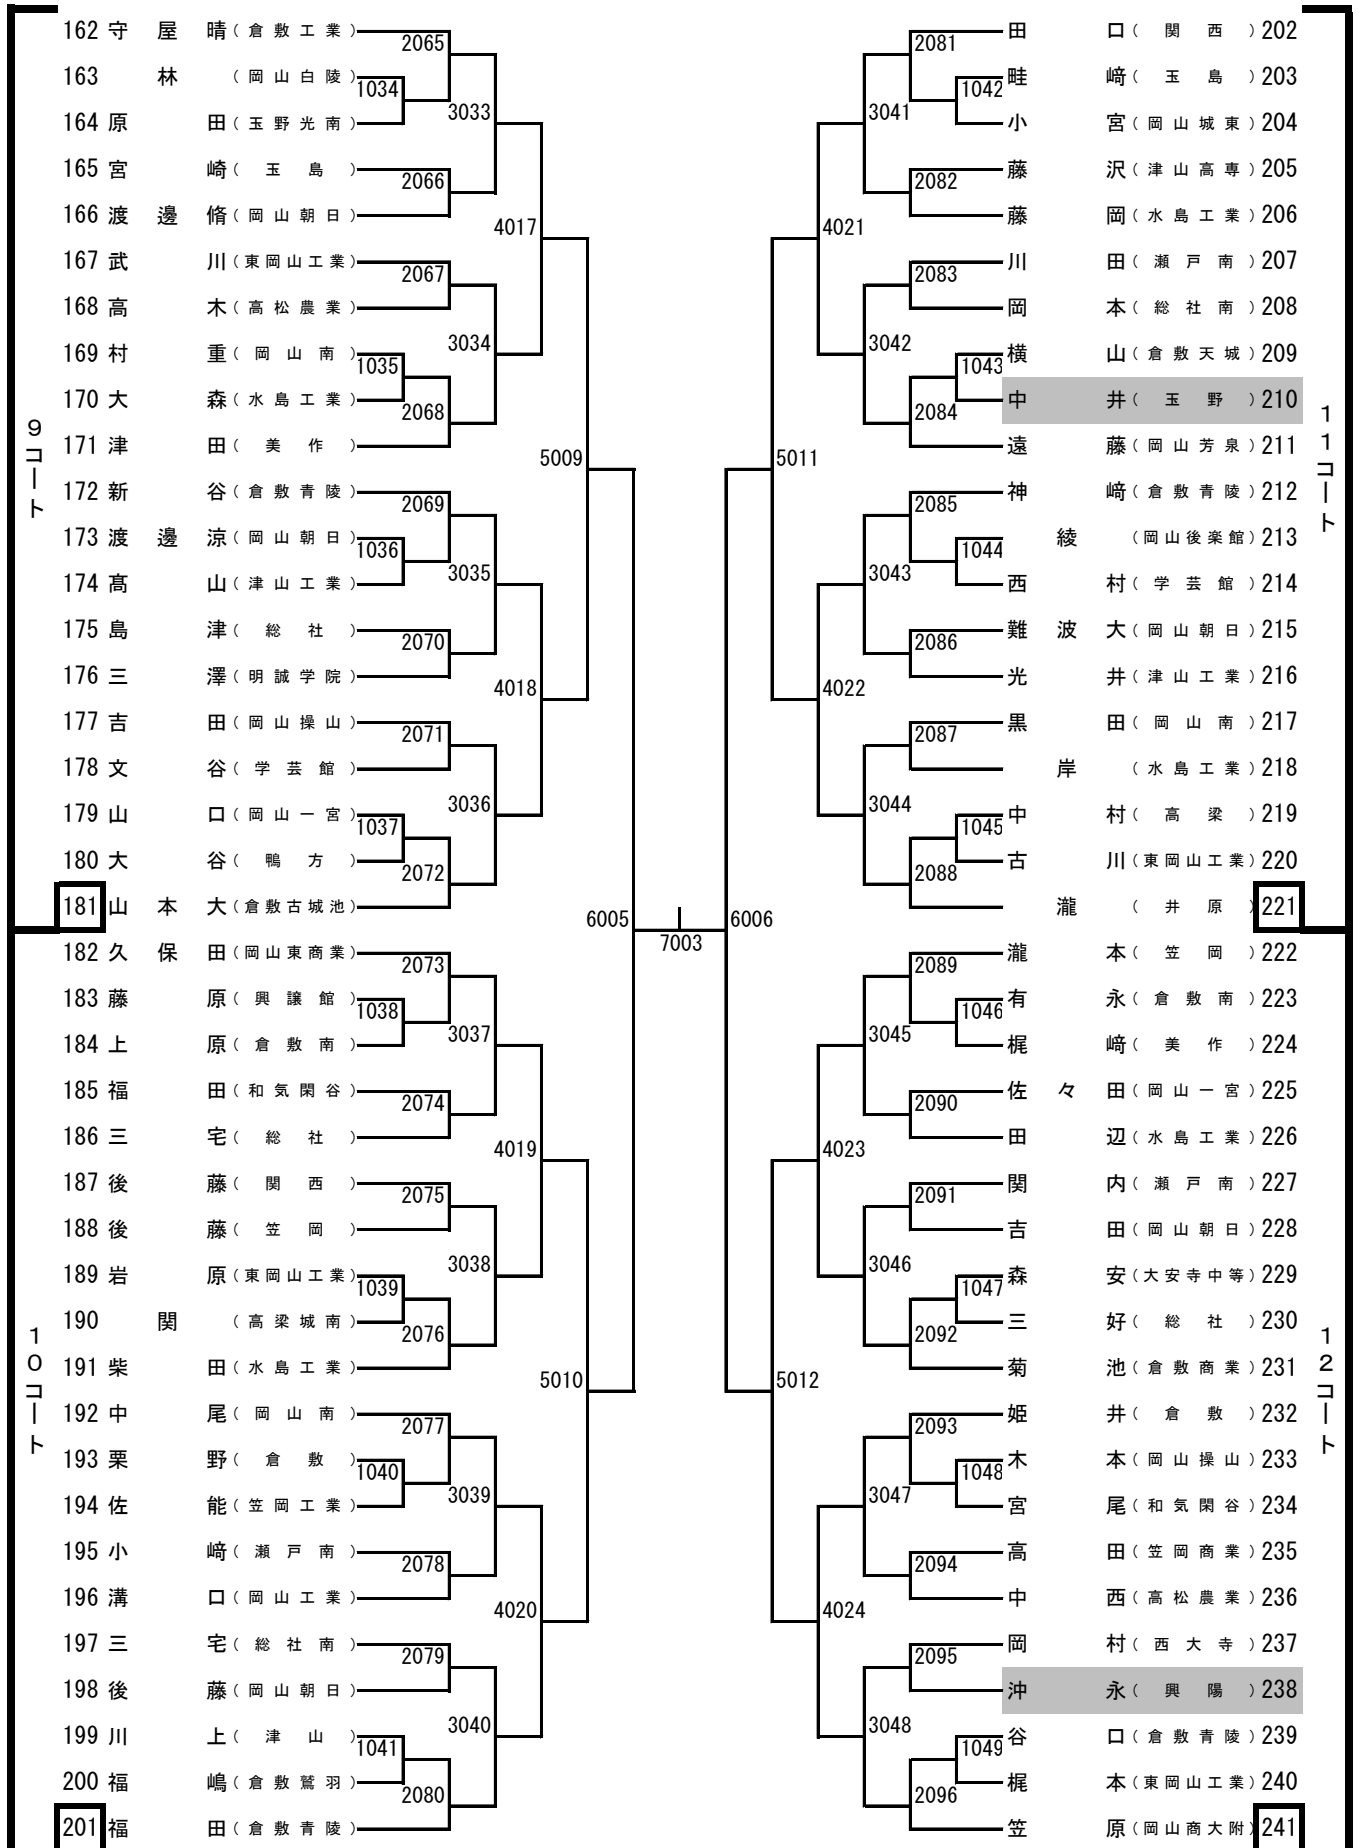 9コート
162 守屋晴(倉敷工業)
163 林(岡山白陵)
164 原田(玉野光南)
165 宮崎(玉島)
166 渡邊脩(岡山朝日)
167 武川(東岡山工業)
168 高木(高松農業)
169 村重(岡山南)
170 大森(水島工業)
171 津田(美作)
172 新谷(倉敷青陵)
173 渡邊涼(岡山朝日)
174 髙山(津山工業)
175 島津(総社)
176 三澤(明誠学院)
177 吉田(岡山操山)
178 文谷(学芸館)
179 山口(岡山一宮)
180 大谷(鴨方)
181 山本大(倉敷古城池)
10コート
182 久保田(岡山東商業)
183 藤原(興譲館)
184 上原(倉敷南)
185 福田(和気閑谷)
186 三宅(総社)
187 後藤(関西)
188 後藤(笠岡)
189 岩原(東岡山工業)
190 関(高梁城南)
191 柴田(水島工業)
192 中尾(岡山南)
193 栗野(倉敷)
194 佐能(笠岡工業)
195 小﨑(瀬戸南)
196 溝口(岡山工業)
197 三宅(総社南)
198 後藤(岡山朝日)
199 川上(津山)
200 福嶋(倉敷鷲羽)
201 福田(倉敷青陵)
1034
1035
1036
1037
1038
1039
1040
1041
2065
2066
2067
2068
2069
2070
2071
2072
2073
2074
2075
2076
2077
2078
2079
2080
3033
3034
3035
3036
3037
3038
3039
3040
4017
4018
4019
4020
5009
5010
6005
7003
6006
5011
5012
4021
4022
4023
4024
3041
3042
3043
3044
3045
3046
3047
3048
2081
2082
2083
2084
2085
2086
2087
2088
2089
2090
2091
2092
2093
2094
2095
2096
1042
1043
1044
1045
1046
1047
1048
1049
11コート
田口(関西)202
畦﨑(玉島)203
小宮(岡山城東)204
藤沢(津山高専)205
藤岡(水島工業)206
川田(瀬戸南)207
岡本(総社南)208
横山(倉敷天城)209
中井(玉野)210
遠藤(岡山芳泉)211
神﨑(倉敷青陵)212
綾(岡山後楽館)213
西村(学芸館)214
難波大(岡山朝日)215
光井(津山工業)216
黒田(岡山南)217
岸(水島工業)218
中村(高梁)219
古川(東岡山工業)220
瀧(井原)221
12コート
瀧本(笠岡)222
有永(倉敷南)223
梶﨑(美作)224
佐々田(岡山一宮)225
田辺(水島工業)226
関内(瀬戸南)227
吉田(岡山朝日)228
森安(大安寺中等)229
三好(総社)230
菊池(倉敷商業)231
姫井(倉敷)232
木本(岡山操山)233
宮尾(和気閑谷)234
高田(笠岡商業)235
中西(高松農業)236
岡村(西大寺)237
沖永(興陽)238
谷口(倉敷青陵)239
梶本(東岡山工業)240
笠原(岡山商大附)241